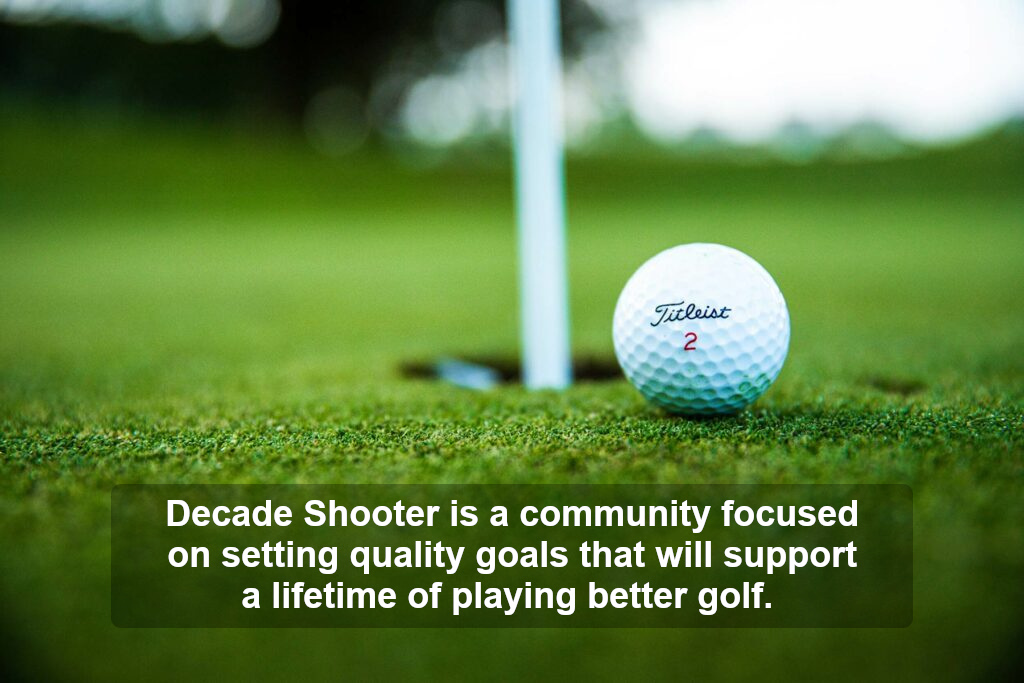 Titleist
2
Decade Shooter is a community focused
on setting quality goals that will support
a lifetime of playing better golf.